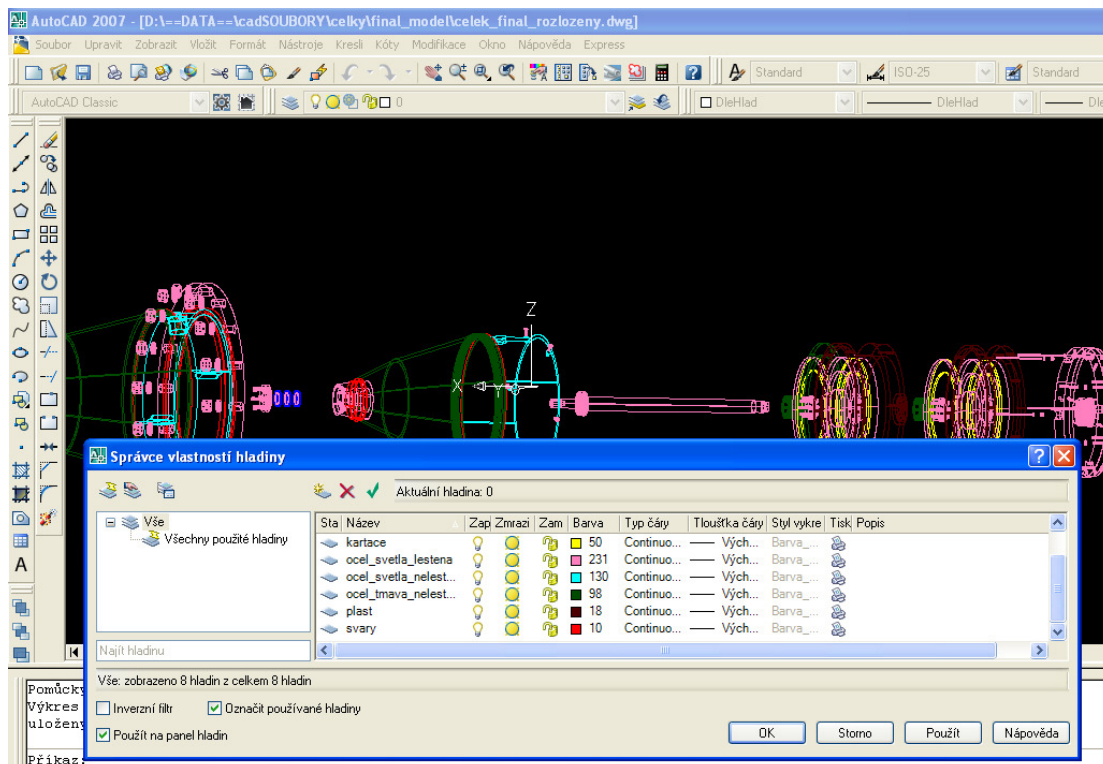 AutoCAD 2007 - [D:\==DATA==\cadSOUBORY\celky\final_model\celek_final_rozlozeny.dwg]
Soubor Upravit Zobrazit Vložit Formát Nástroje Kresli Kóty Modifikace Okno Nápověda Express
Standard ISO-25 Standard
AutoCAD Classic 0 DleHlad DleHlad Dle
Z
X Y
Správce vlastností hladiny
Aktuální hladina: 0
Vše
Všechny použité hladiny
Sta Název Zap Zmrazi Zam Barva Typ čáry Tloušťka čáry Styl vykre Tisk Popis
kartace 50 Continuo... Vých... Barva_...
ocel_svetla_lestena 231 Continuo... Vých... Barva_...
ocel_svetla_nelest... 130 Continuo... Vých... Barva_...
ocel_tmava_nelest... 98 Continuo... Vých... Barva_...
plast 18 Continuo... Vých... Barva_...
svary 10 Continuo... Vých... Barva_...
Najít hladinu
Vše: zobrazeno 8 hladin z celkem 8 hladin
Inverzní filtr Označit používané hladiny
Použít na panel hladin
OK Storno Použít Nápověda
Pomůcky
Výkres
uloženy
Příkaz: